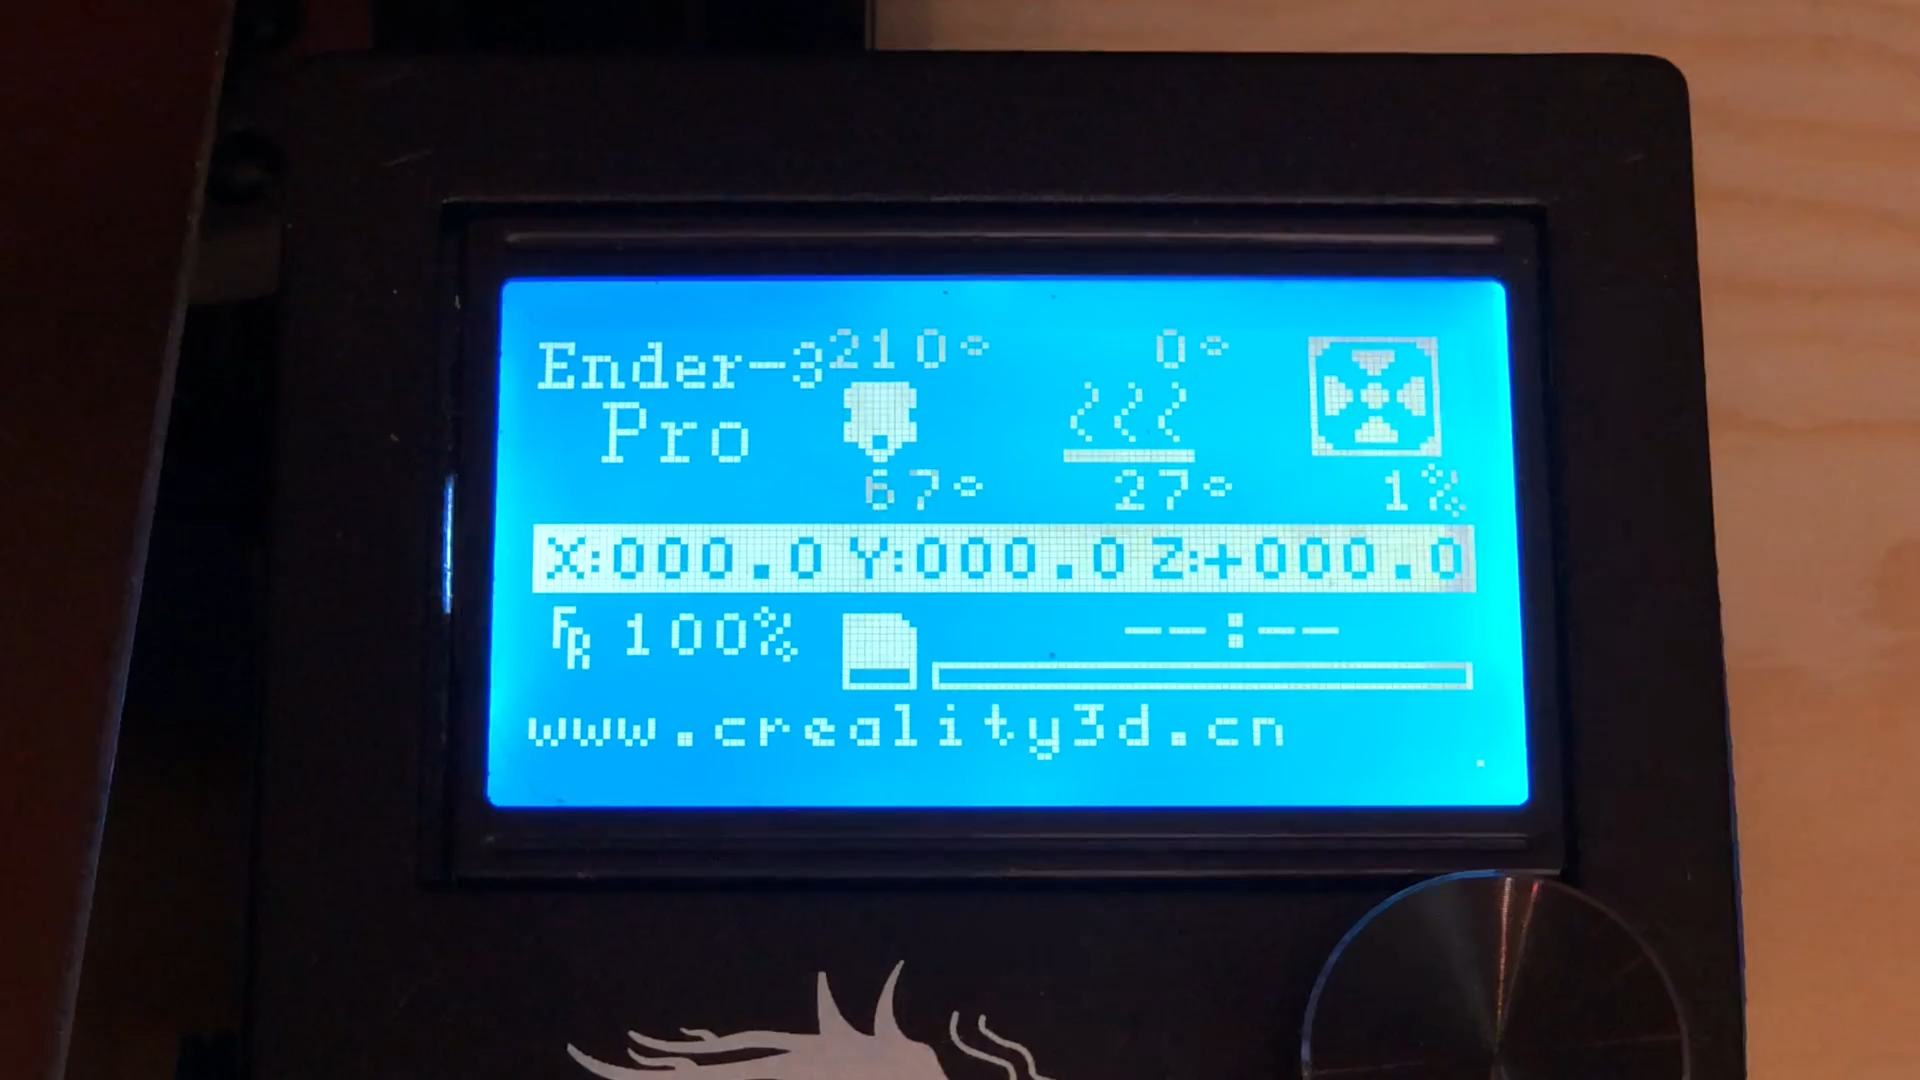 Ender-3 210° 0°
Pro
67° 27° 1%
X:000.0 Y:000.0 Z:+000.0
FR 100% --:--
www.creality3d.cn